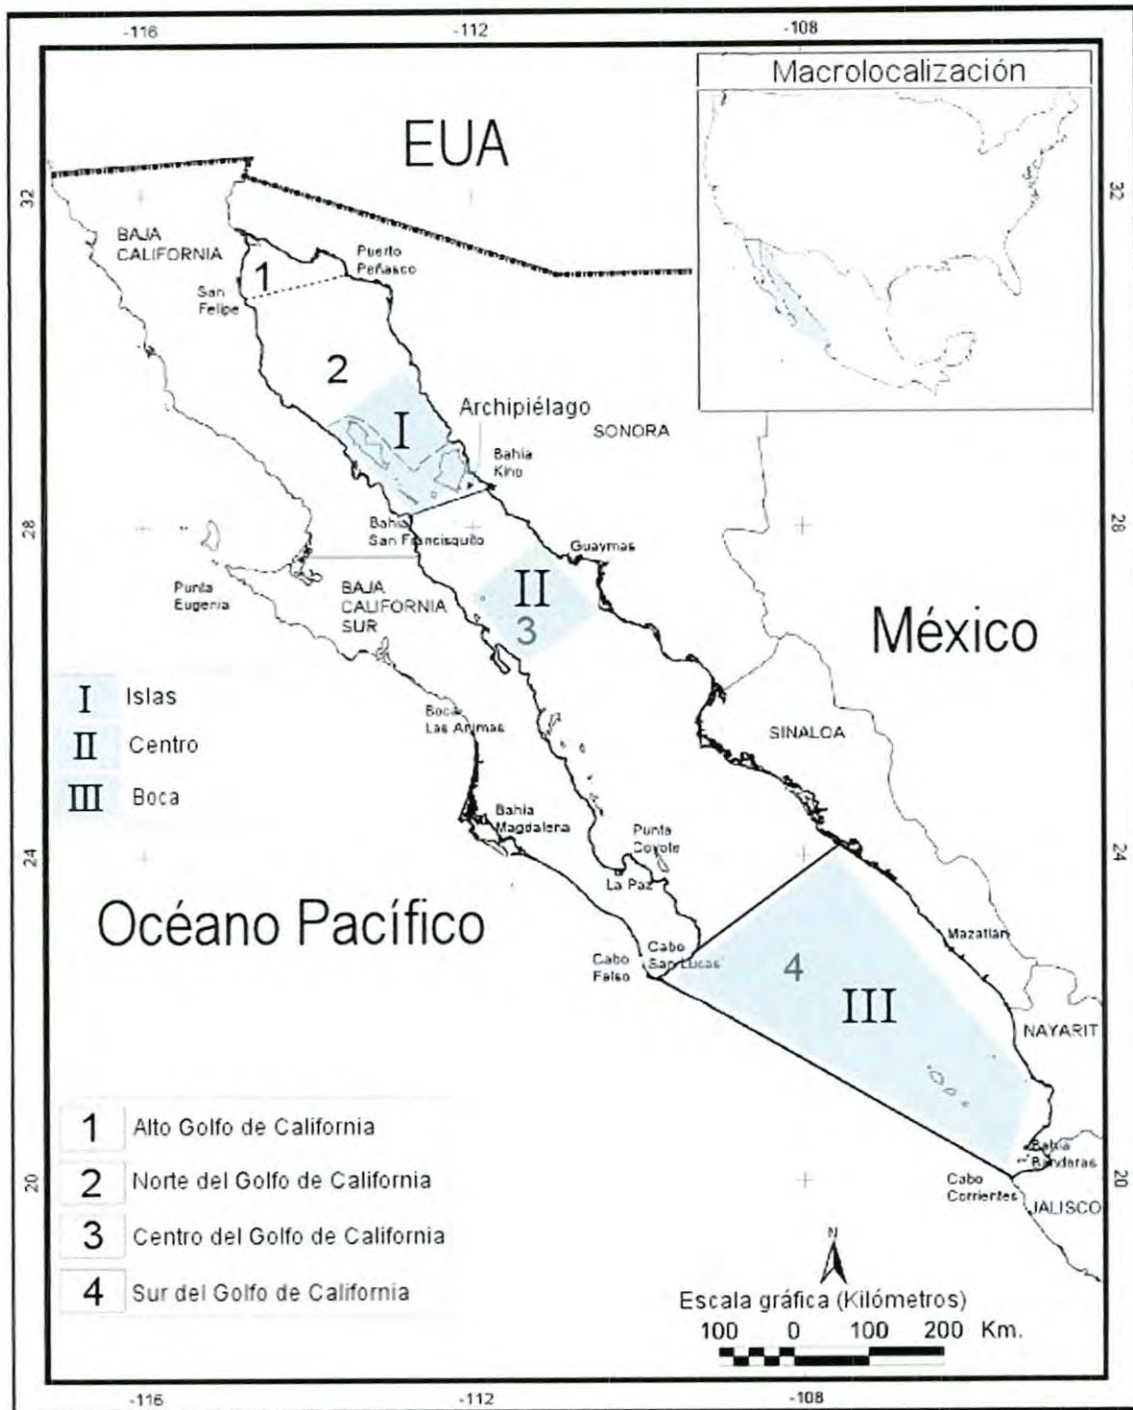 -116
-112
-108
Macrolocalización
EUA
32
32
BAJA
CALIFORNIA
Puerto
Peñasco
1
San
Felipe
2
Archipiélago
I
SONORA
Bahía
Kino
28
28
Bahía
San Francisquito
Guaymas
Punta
Eugenia
BAJA
CALIFORNIA
SUR
II
3
México
I Islas
II Centro
III Boca
Boca
Las Animas
SINALOA
Bahía
Magdalena
Punta
Coyote
24
24
La Paz
Océano Pacífico
Mazatlán
Cabo
San Lucas
Cabo
Falso
4
III
NAYARIT
1 Alto Golfo de California
Bahía
Banderas
20
20
2 Norte del Golfo de California
Cabo
Corrientes
JALISCO
3 Centro del Golfo de California
N
4 Sur del Golfo de California
Escala gráfica (Kilómetros)
100 0 100 200 Km.
-116
-112
-108